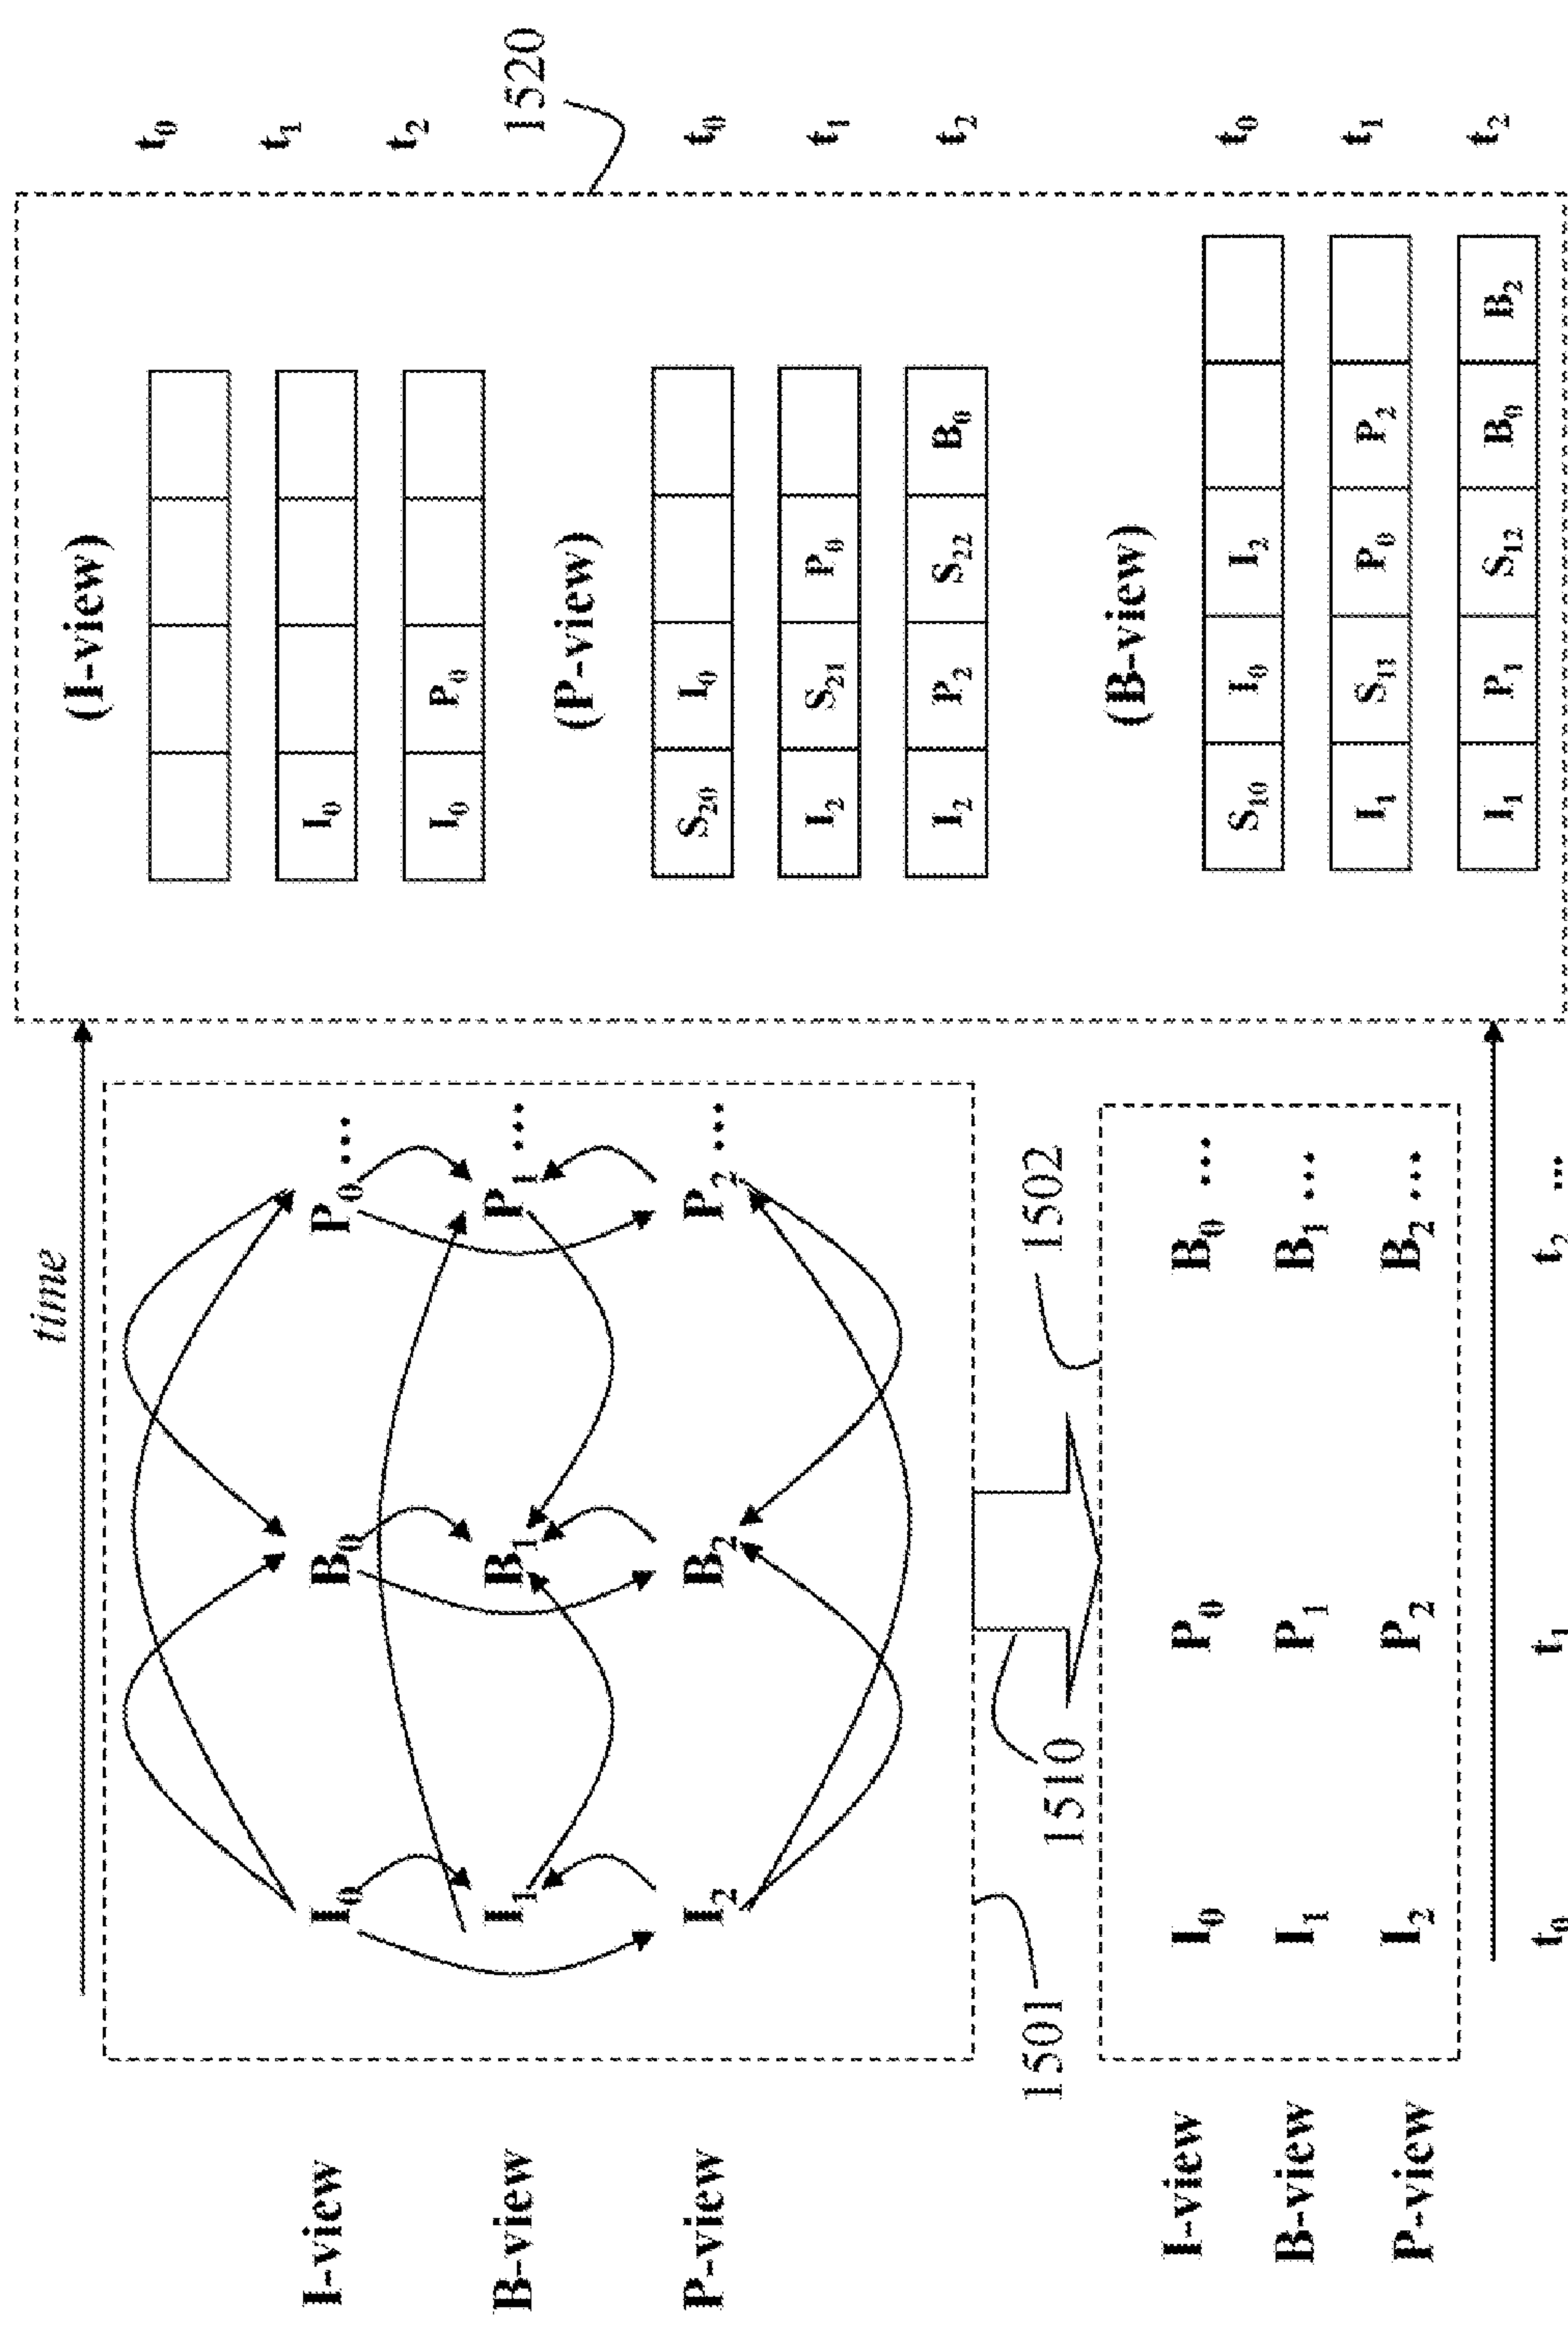 time
I-view I₀ B₀ P₀ ...
B-view I₁ B₁ P₁ ...
P-view I₂ B₂ P₂ ...
1501
1510
1502
I-view I₀ P₀ B₀ ...
B-view I₁ P₁ B₁ ...
P-view I₂ P₂ B₂ ...
t₀ t₁ t₂ ...
(I-view)
t₀
I₀ t₁
I₀ P₀ t₂
1520
(P-view)
S₂₀ I₀ t₀
I₂ S₂₁ P₀ t₁
I₂ P₂ S₂₂ B₀ t₂
(B-view)
S₁₀ I₀ I₂ t₀
I₁ S₁₁ P₀ P₂ t₁
I₁ P₁ S₁₂ B₀ B₂ t₂